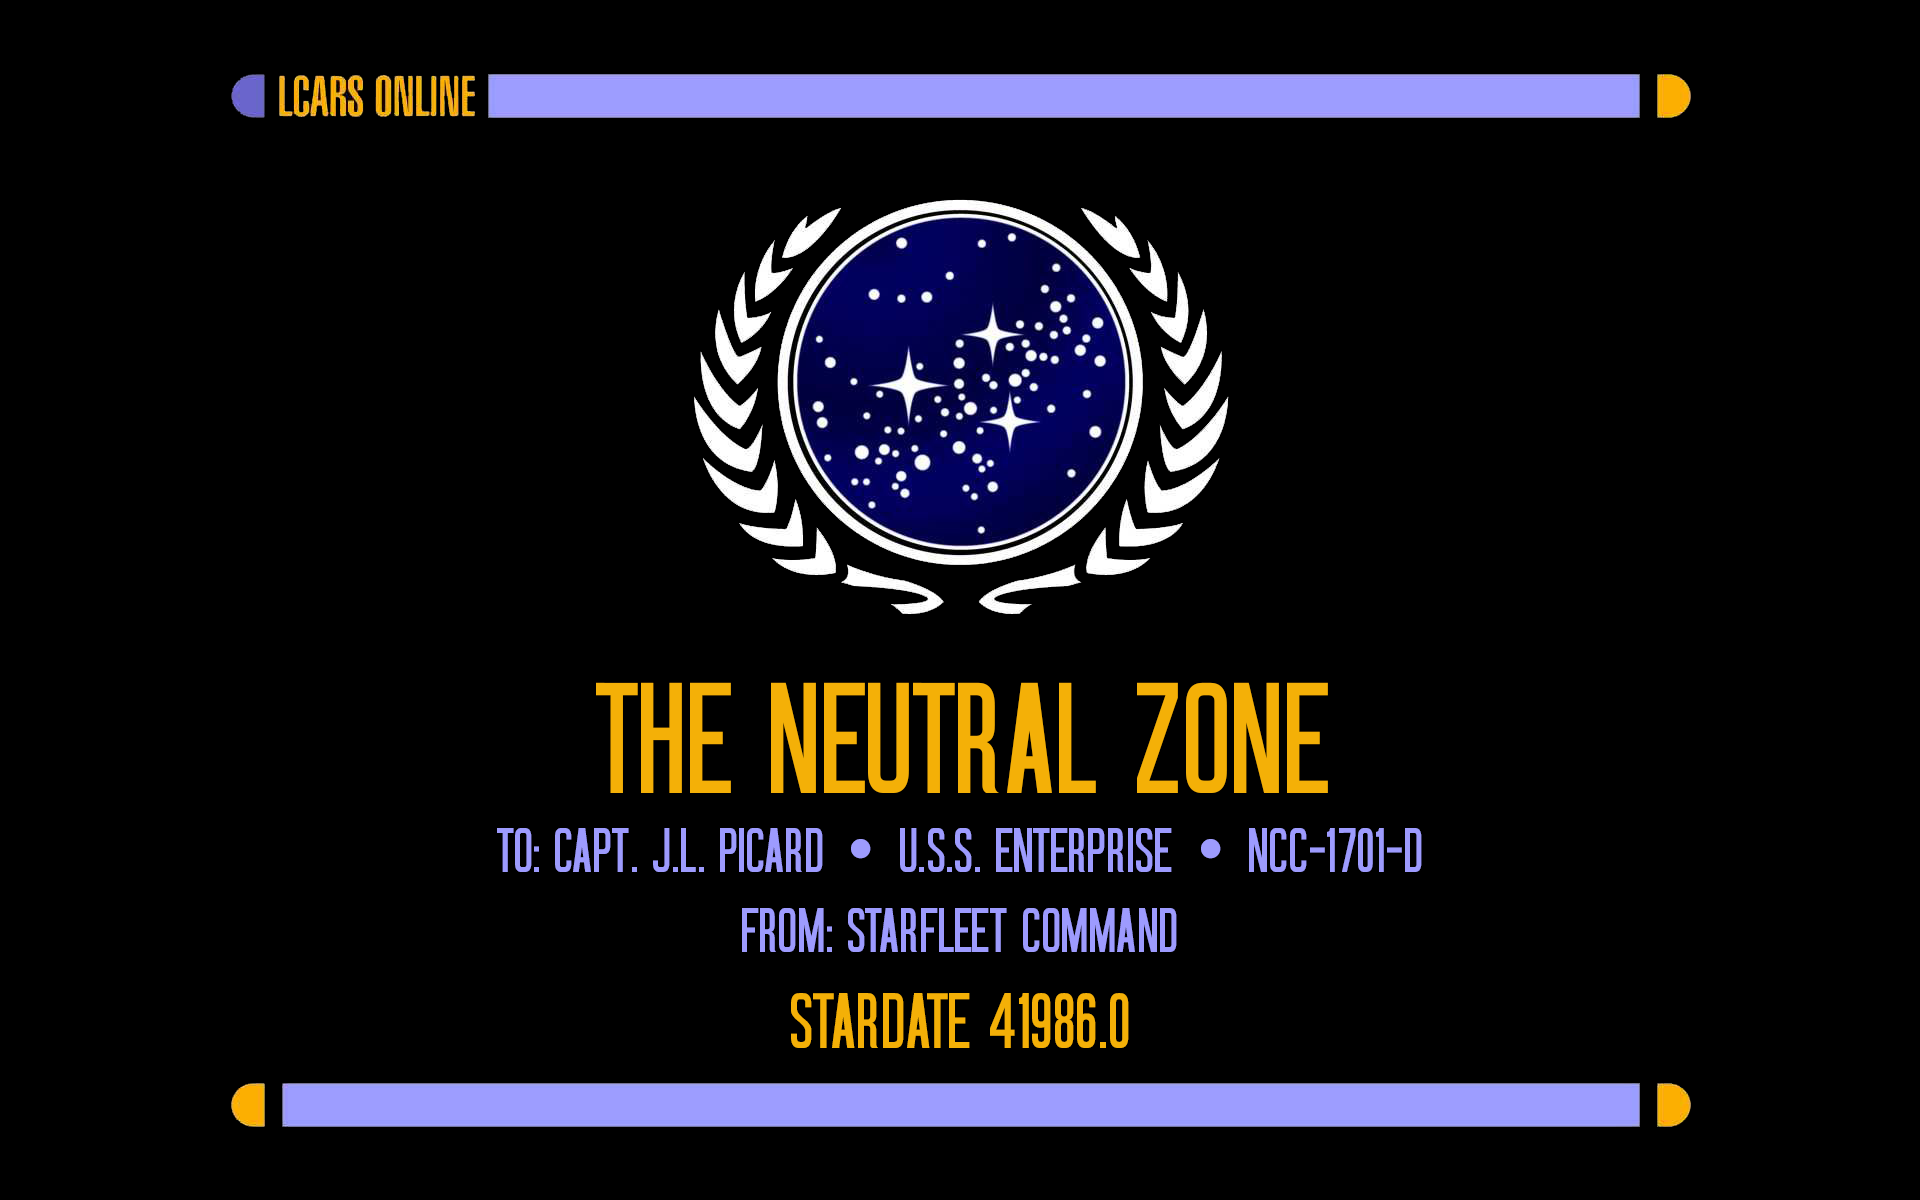 LCARS ONLINE
THE NEUTRAL ZONE
TO: CAPT. J.L. PICARD • U.S.S. ENTERPRISE • NCC-1701-D
FROM: STARFLEET COMMAND
STARDATE 41986.0